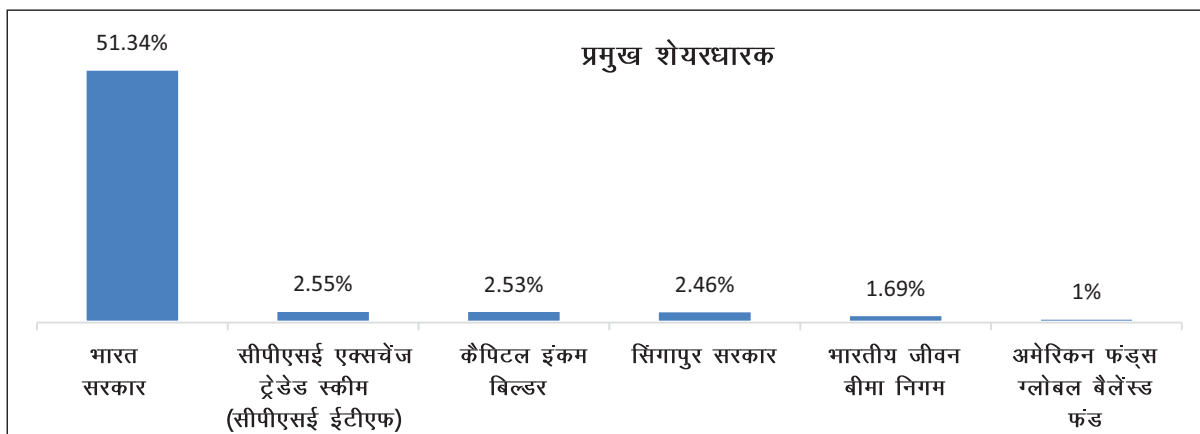 प्रमुख शेयरधारक
51.34%
2.55%
2.53%
2.46%
1.69%
1%
भारत
सरकार
सीपीएसई एक्सचेंज
ट्रेडेड स्कीम
(सीपीएसई ईटीएफ)
कैपिटल इंकम
बिल्डर
सिंगापुर सरकार
भारतीय जीवन
बीमा निगम
अमेरिकन फंड्स
ग्लोबल बैलेंस्ड
फंड